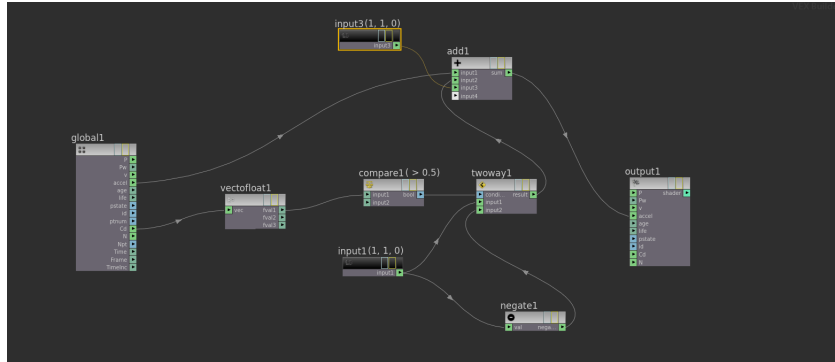 input3(1, 1, 0)
input3
add1
input1 sum
input2
input3
input4
global1
P
Pw
v
accel
age
life
pstate
id
ptnum
Cd
N
Npt
Time
Frame
TimeInc
vectofloat1
vec fval1
fval2
fval3
compare1( > 0.5)
input1 bool
input2
twoway1
condi... result
input1
input2
input1(1, 1, 0)
input3
negate1
val nega...
output1
P shader
Pw
v
accel
age
life
pstate
id
Cd
N